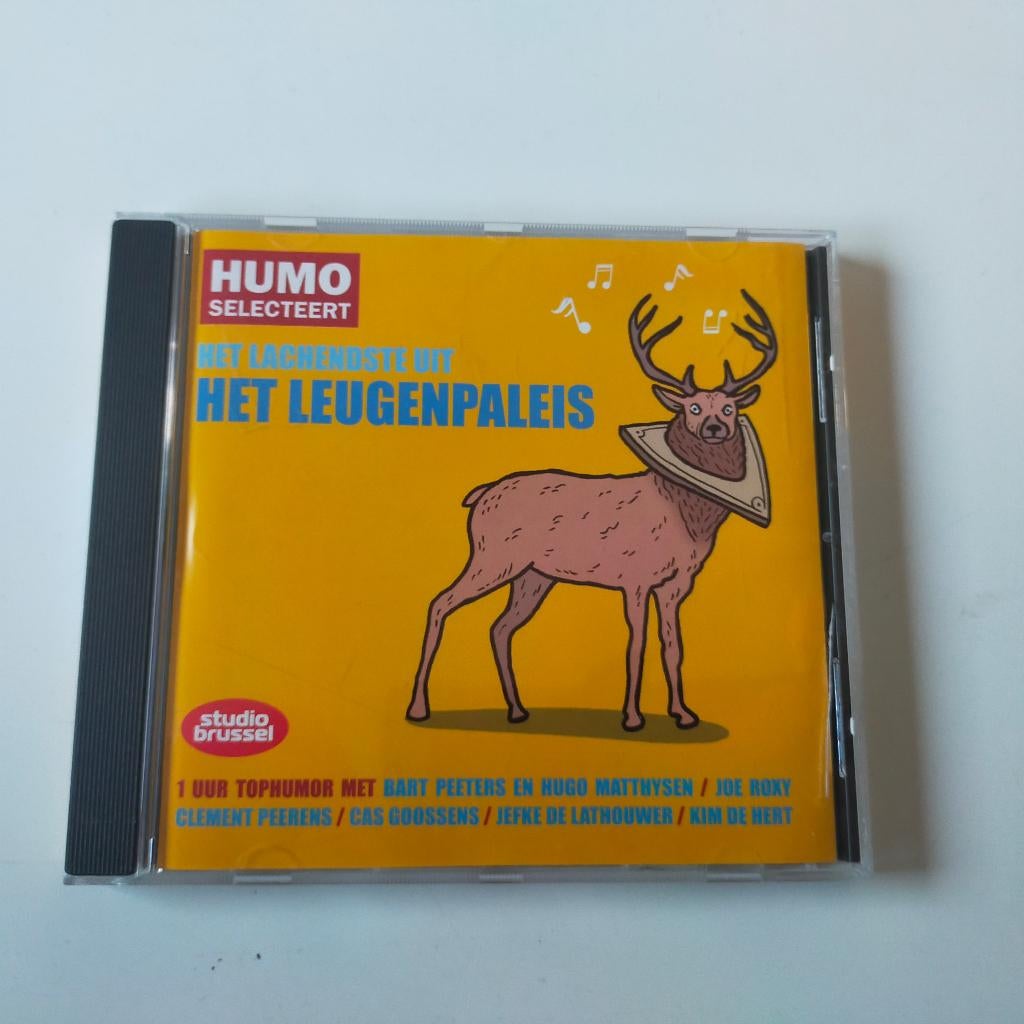 HUMO
SELECTEERT
HET LACHENDSTE UIT
HET LEUGENPALEIS
studio
brussel
1 UUR TOPHUMOR MET BART PEETERS EN HUGO MATTHYSEN / JOE ROXY
CLEMENT PEERENS / CAS GOOSSENS / JEFKE DE LATHOUWER / KIM DE HERT